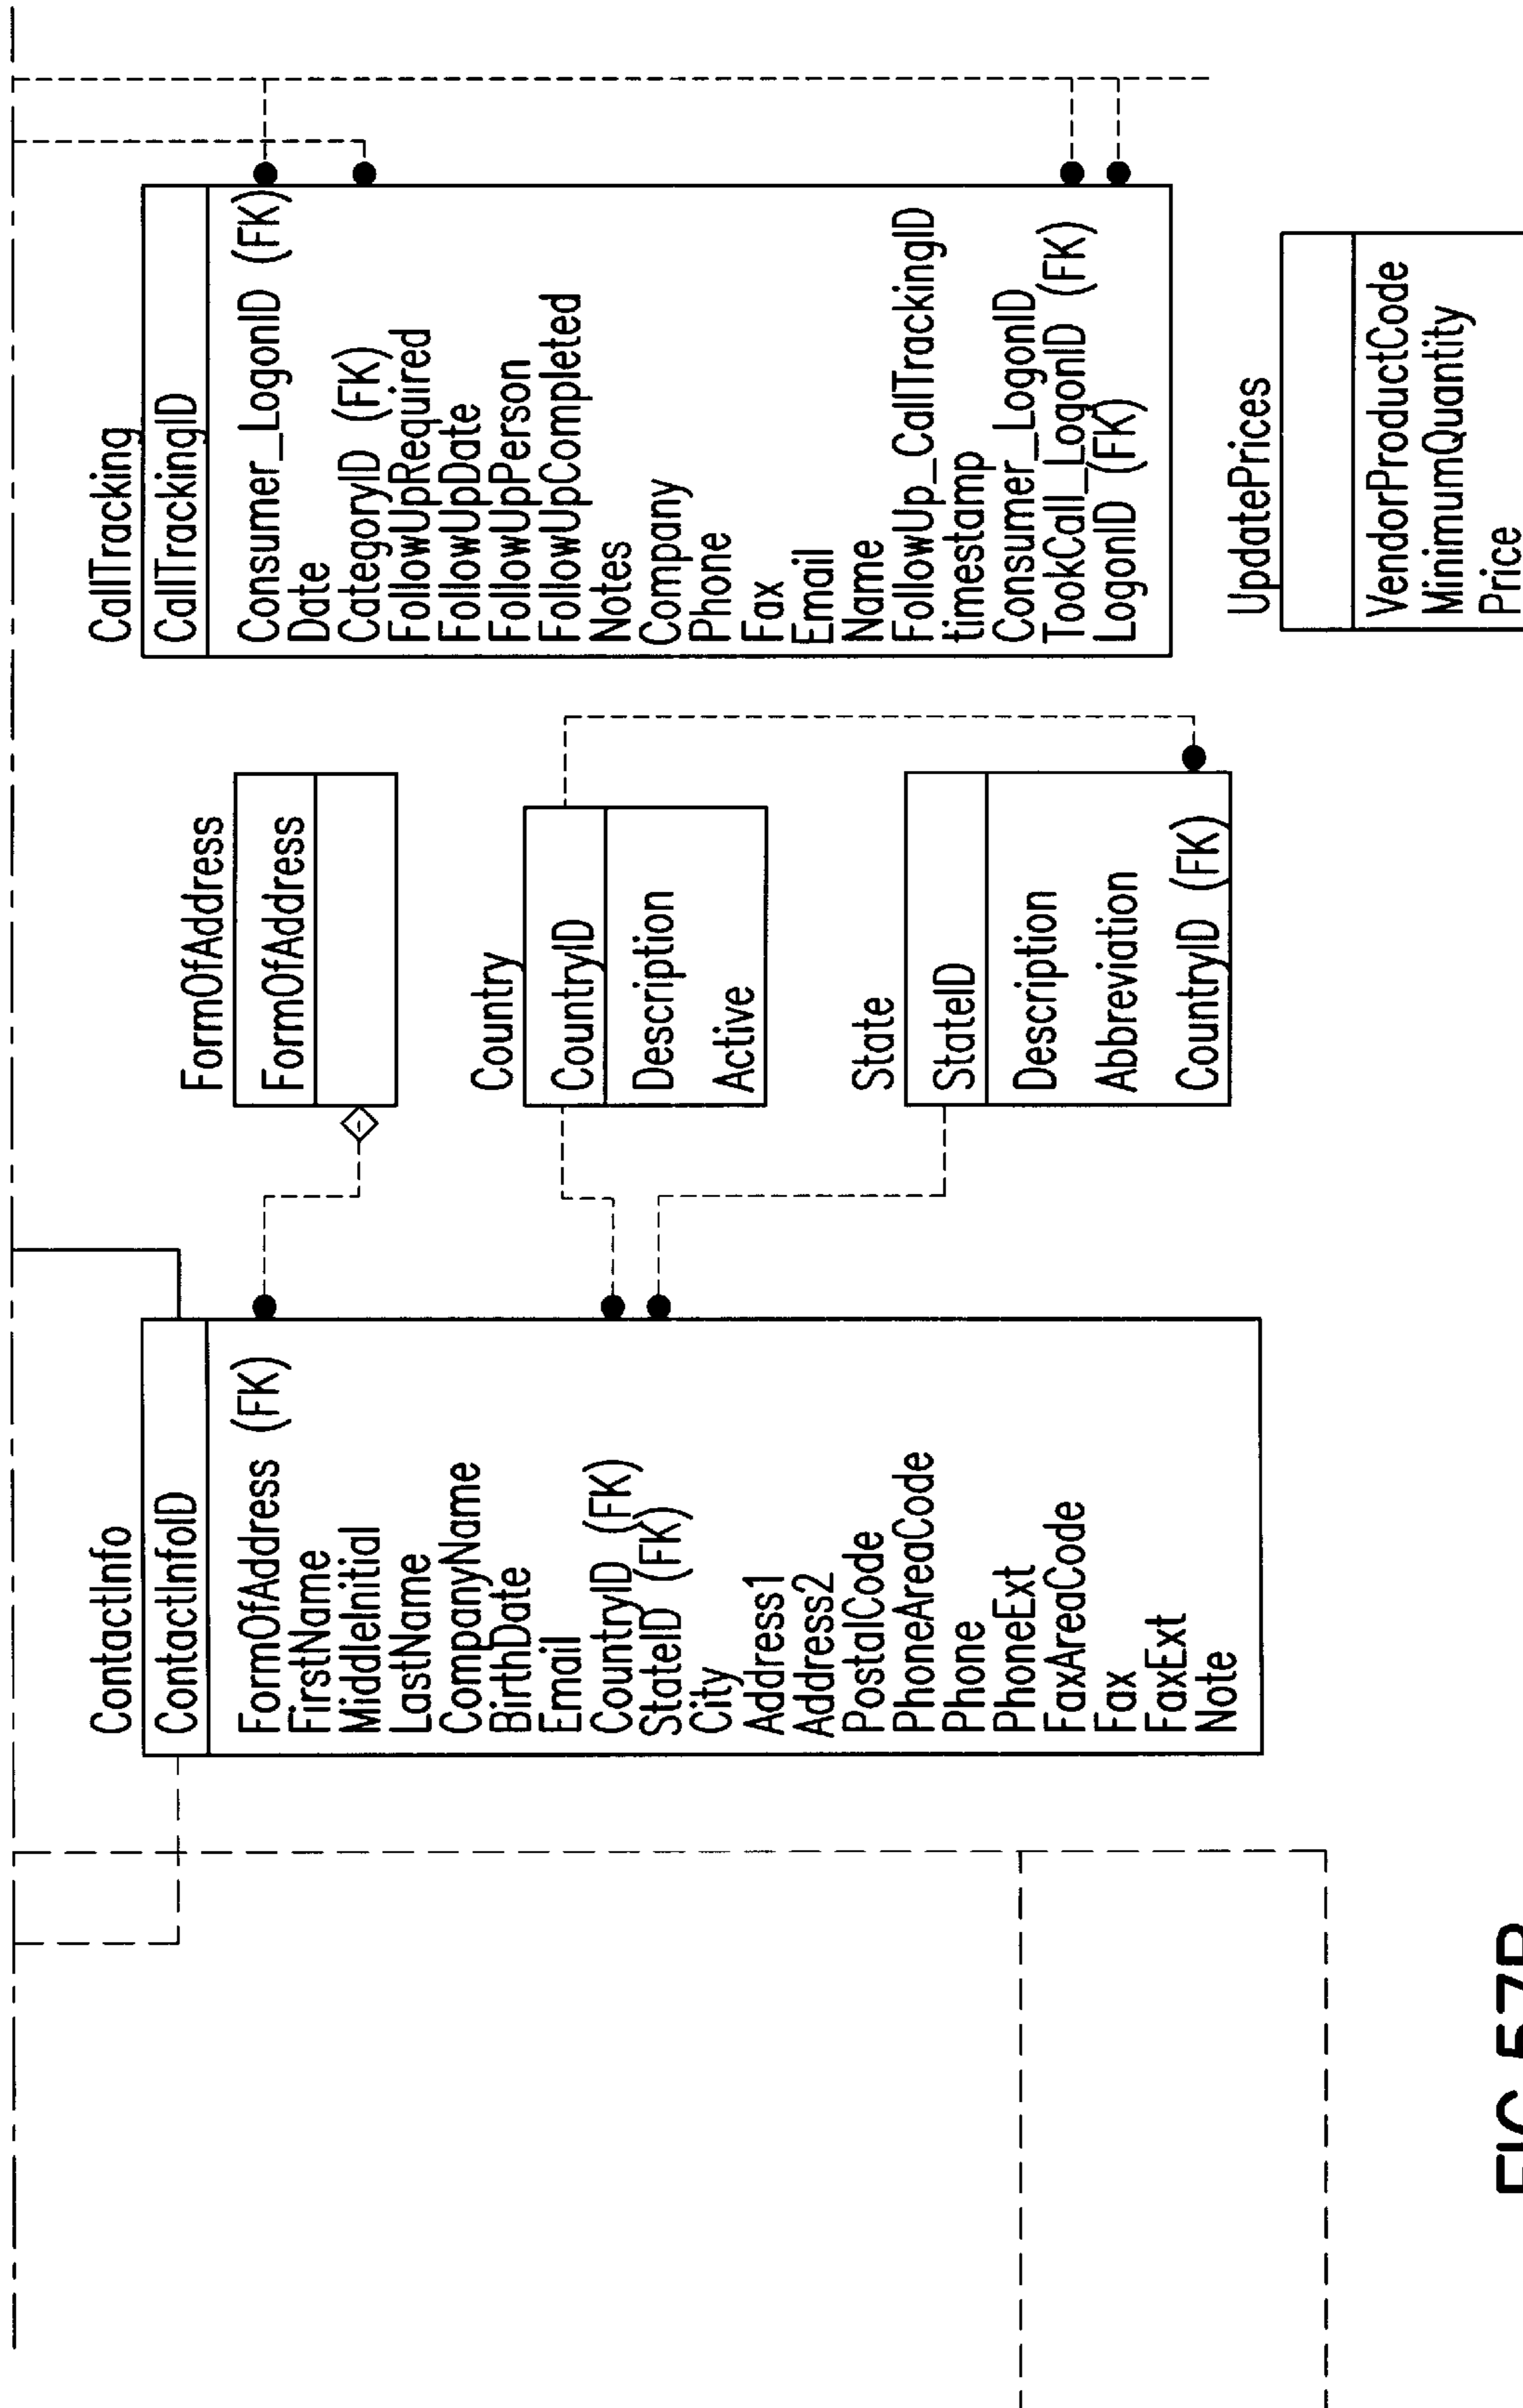 ContactInfo
ContactInfoID
FormOfAddress (FK)
FirstName
MiddleInitial
LastName
CompanyName
BirthDate
Email
CountryID (FK)
StateID (FK)
City
Address1
Address2
PostalCode
PhoneAreaCode
Phone
PhoneExt
FaxAreaCode
Fax
FaxExt
Note
FormOfAddress
FormOfAddress
Country
CountryID
Description
Active
State
StateID
Description
Abbreviation
CountryID (FK)
CallTracking
CallTrackingID
Consumer_LogonID (FK)
Date
CategoryID (FK)
FollowUpRequired
FollowUpDate
FollowUpPerson
FollowUpCompleted
Notes
Company
Phone
Fax
Email
Name
FollowUp_CallTrackingID
timestamp
Consumer_LogonID
TookCall_LogonID (FK)
LogonID (FK)
UpdatePrices
VendorProductCode
MinimumQuantity
Price